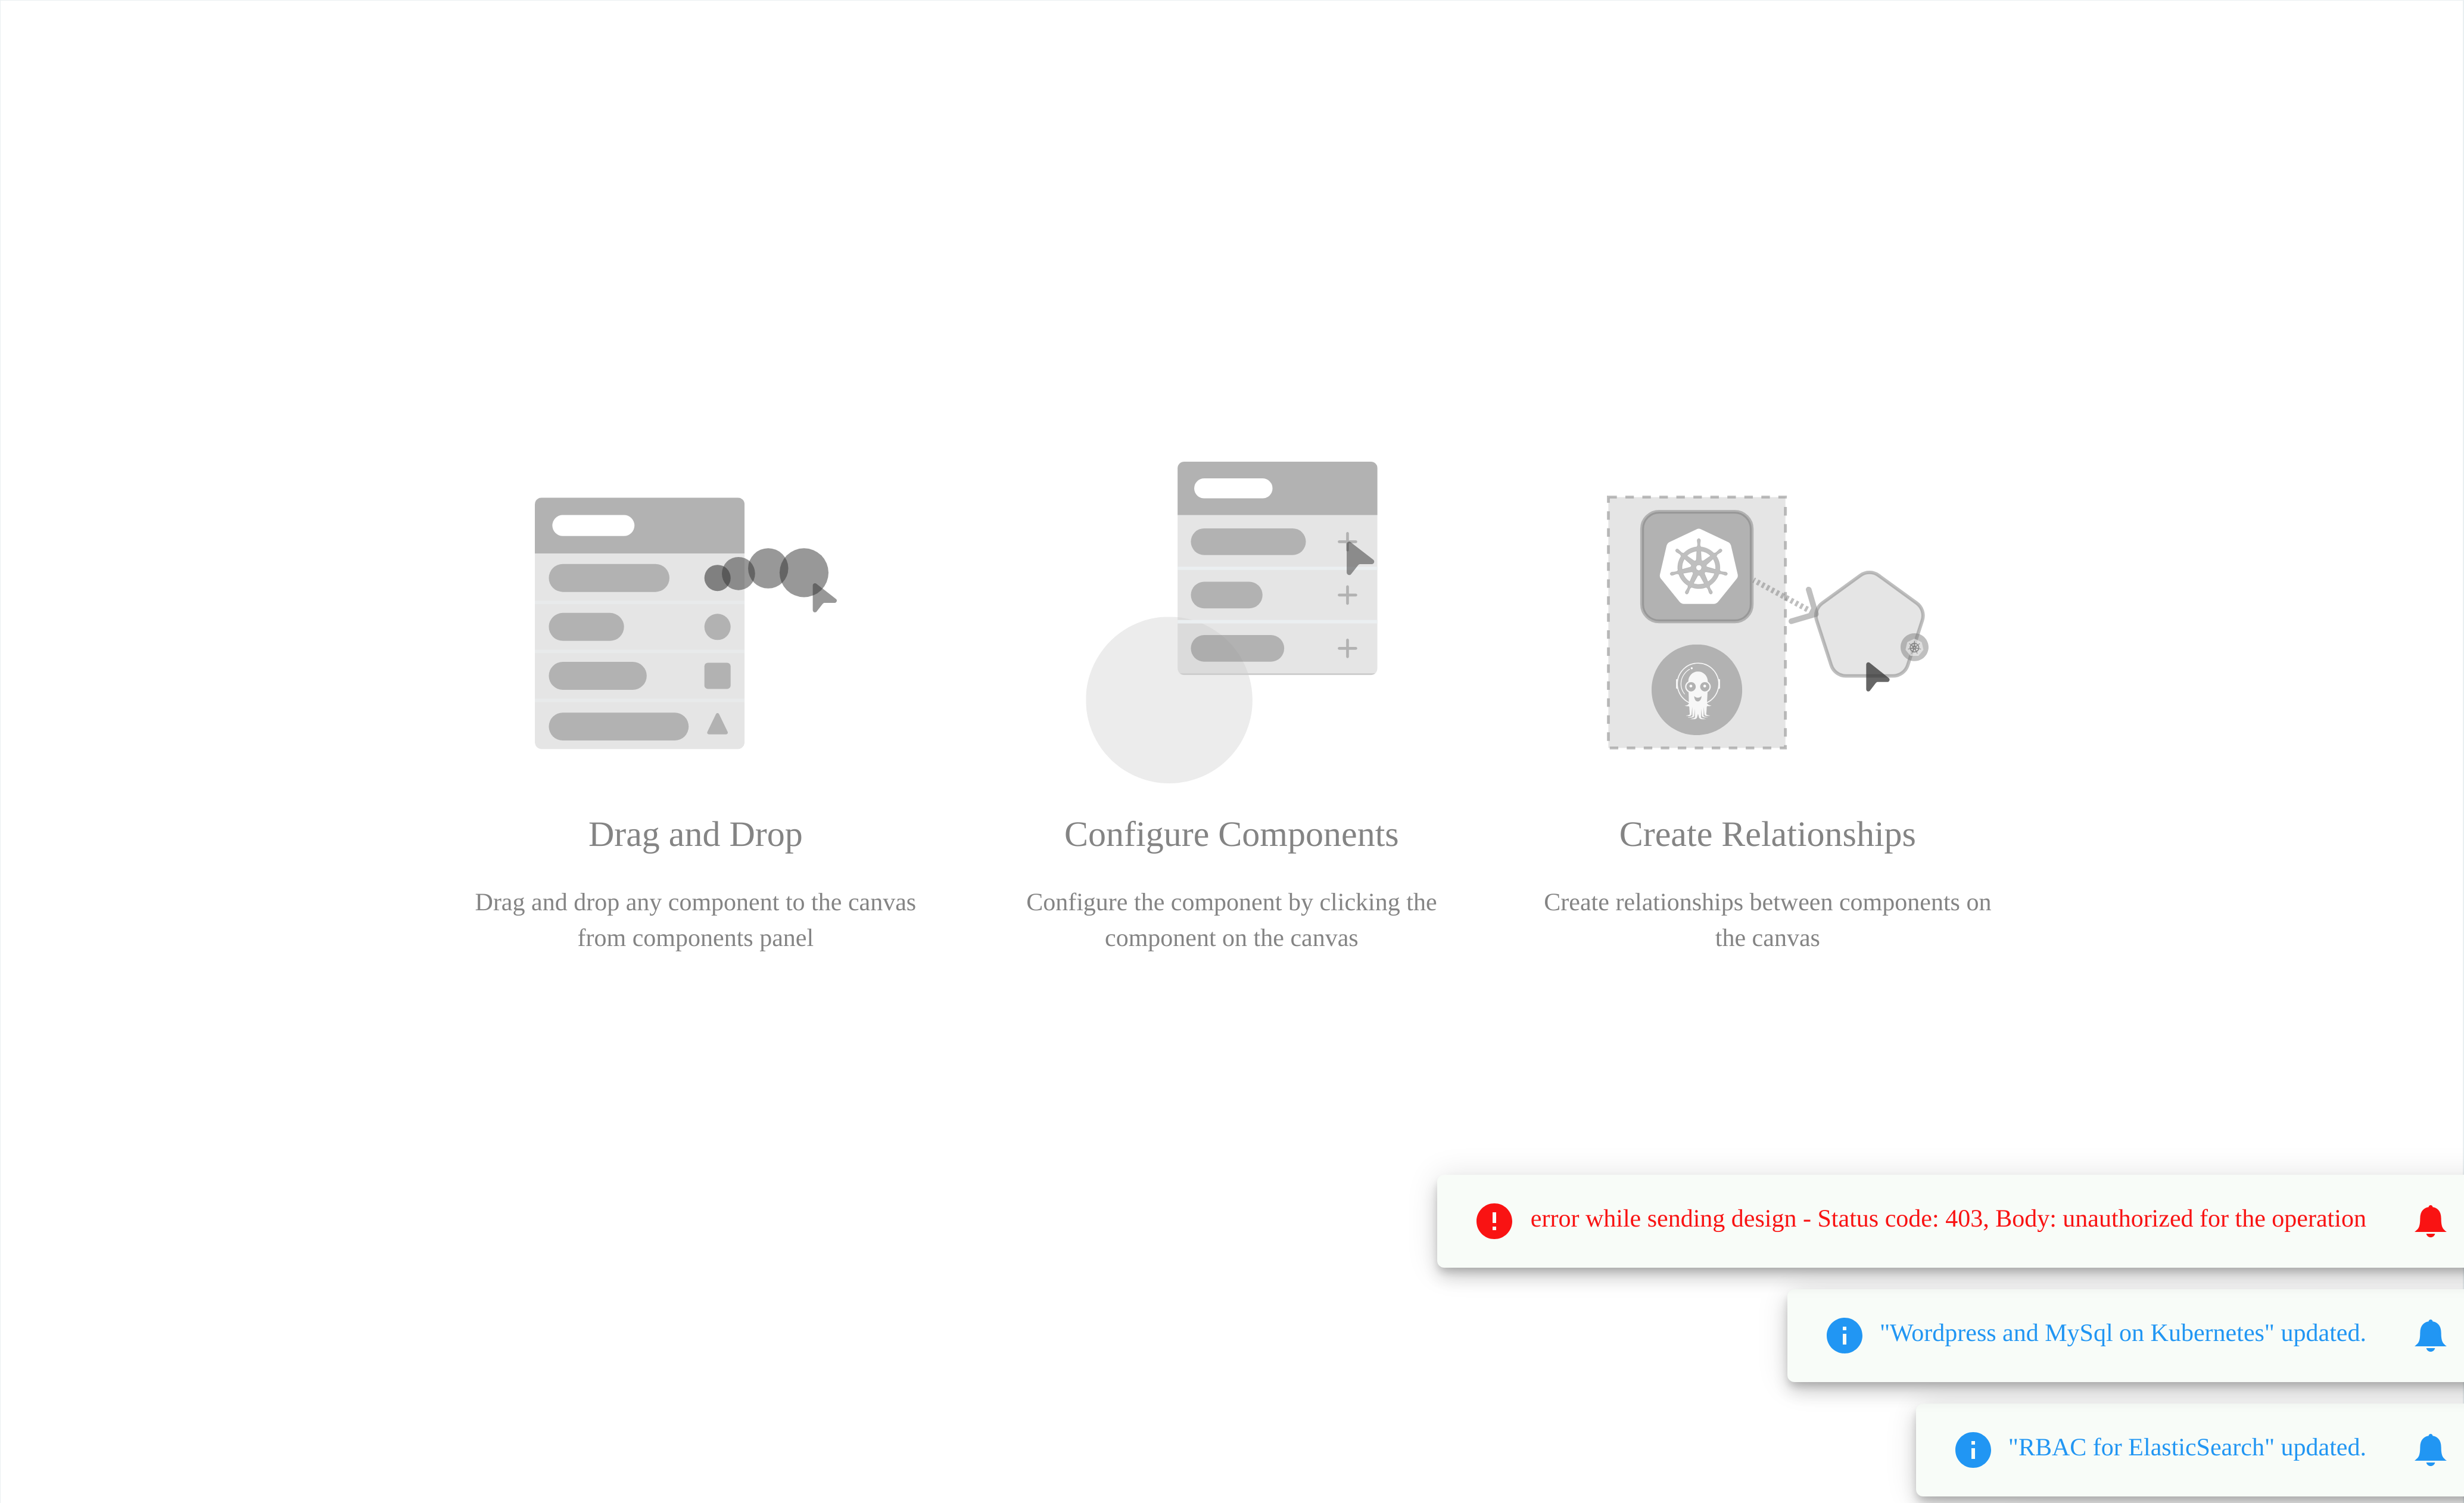 Drag and Drop
Drag and drop any component to the canvas
from components panel
Configure Components
Configure the component by clicking the
component on the canvas
Create Relationships
Create relationships between components on
the canvas
error while sending design - Status code: 403, Body: unauthorized for the operation
"Wordpress and MySql on Kubernetes" updated.
"RBAC for ElasticSearch" updated.